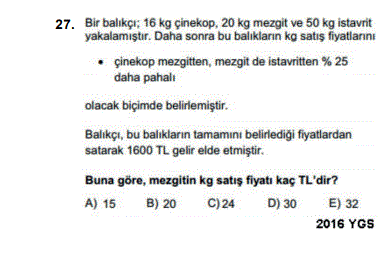 27. Bir balıkçı; 16 kg çinekop, 20 kg mezgit ve 50 kg istavrit
yakalamıştır. Daha sonra bu balıkların kg satış fiyatlarını
• çinekop mezgitten, mezgit de istavritten % 25
daha pahalı
olacak biçimde belirlemiştir.
Balıkçı, bu balıkların tamamını belirlediği fiyatlardan
satarak 1600 TL gelir elde etmiştir.
Buna göre, mezgitin kg satış fiyatı kaç TL'dir?
A) 15 B) 20 C) 24 D) 30 E) 32
2016 YGS